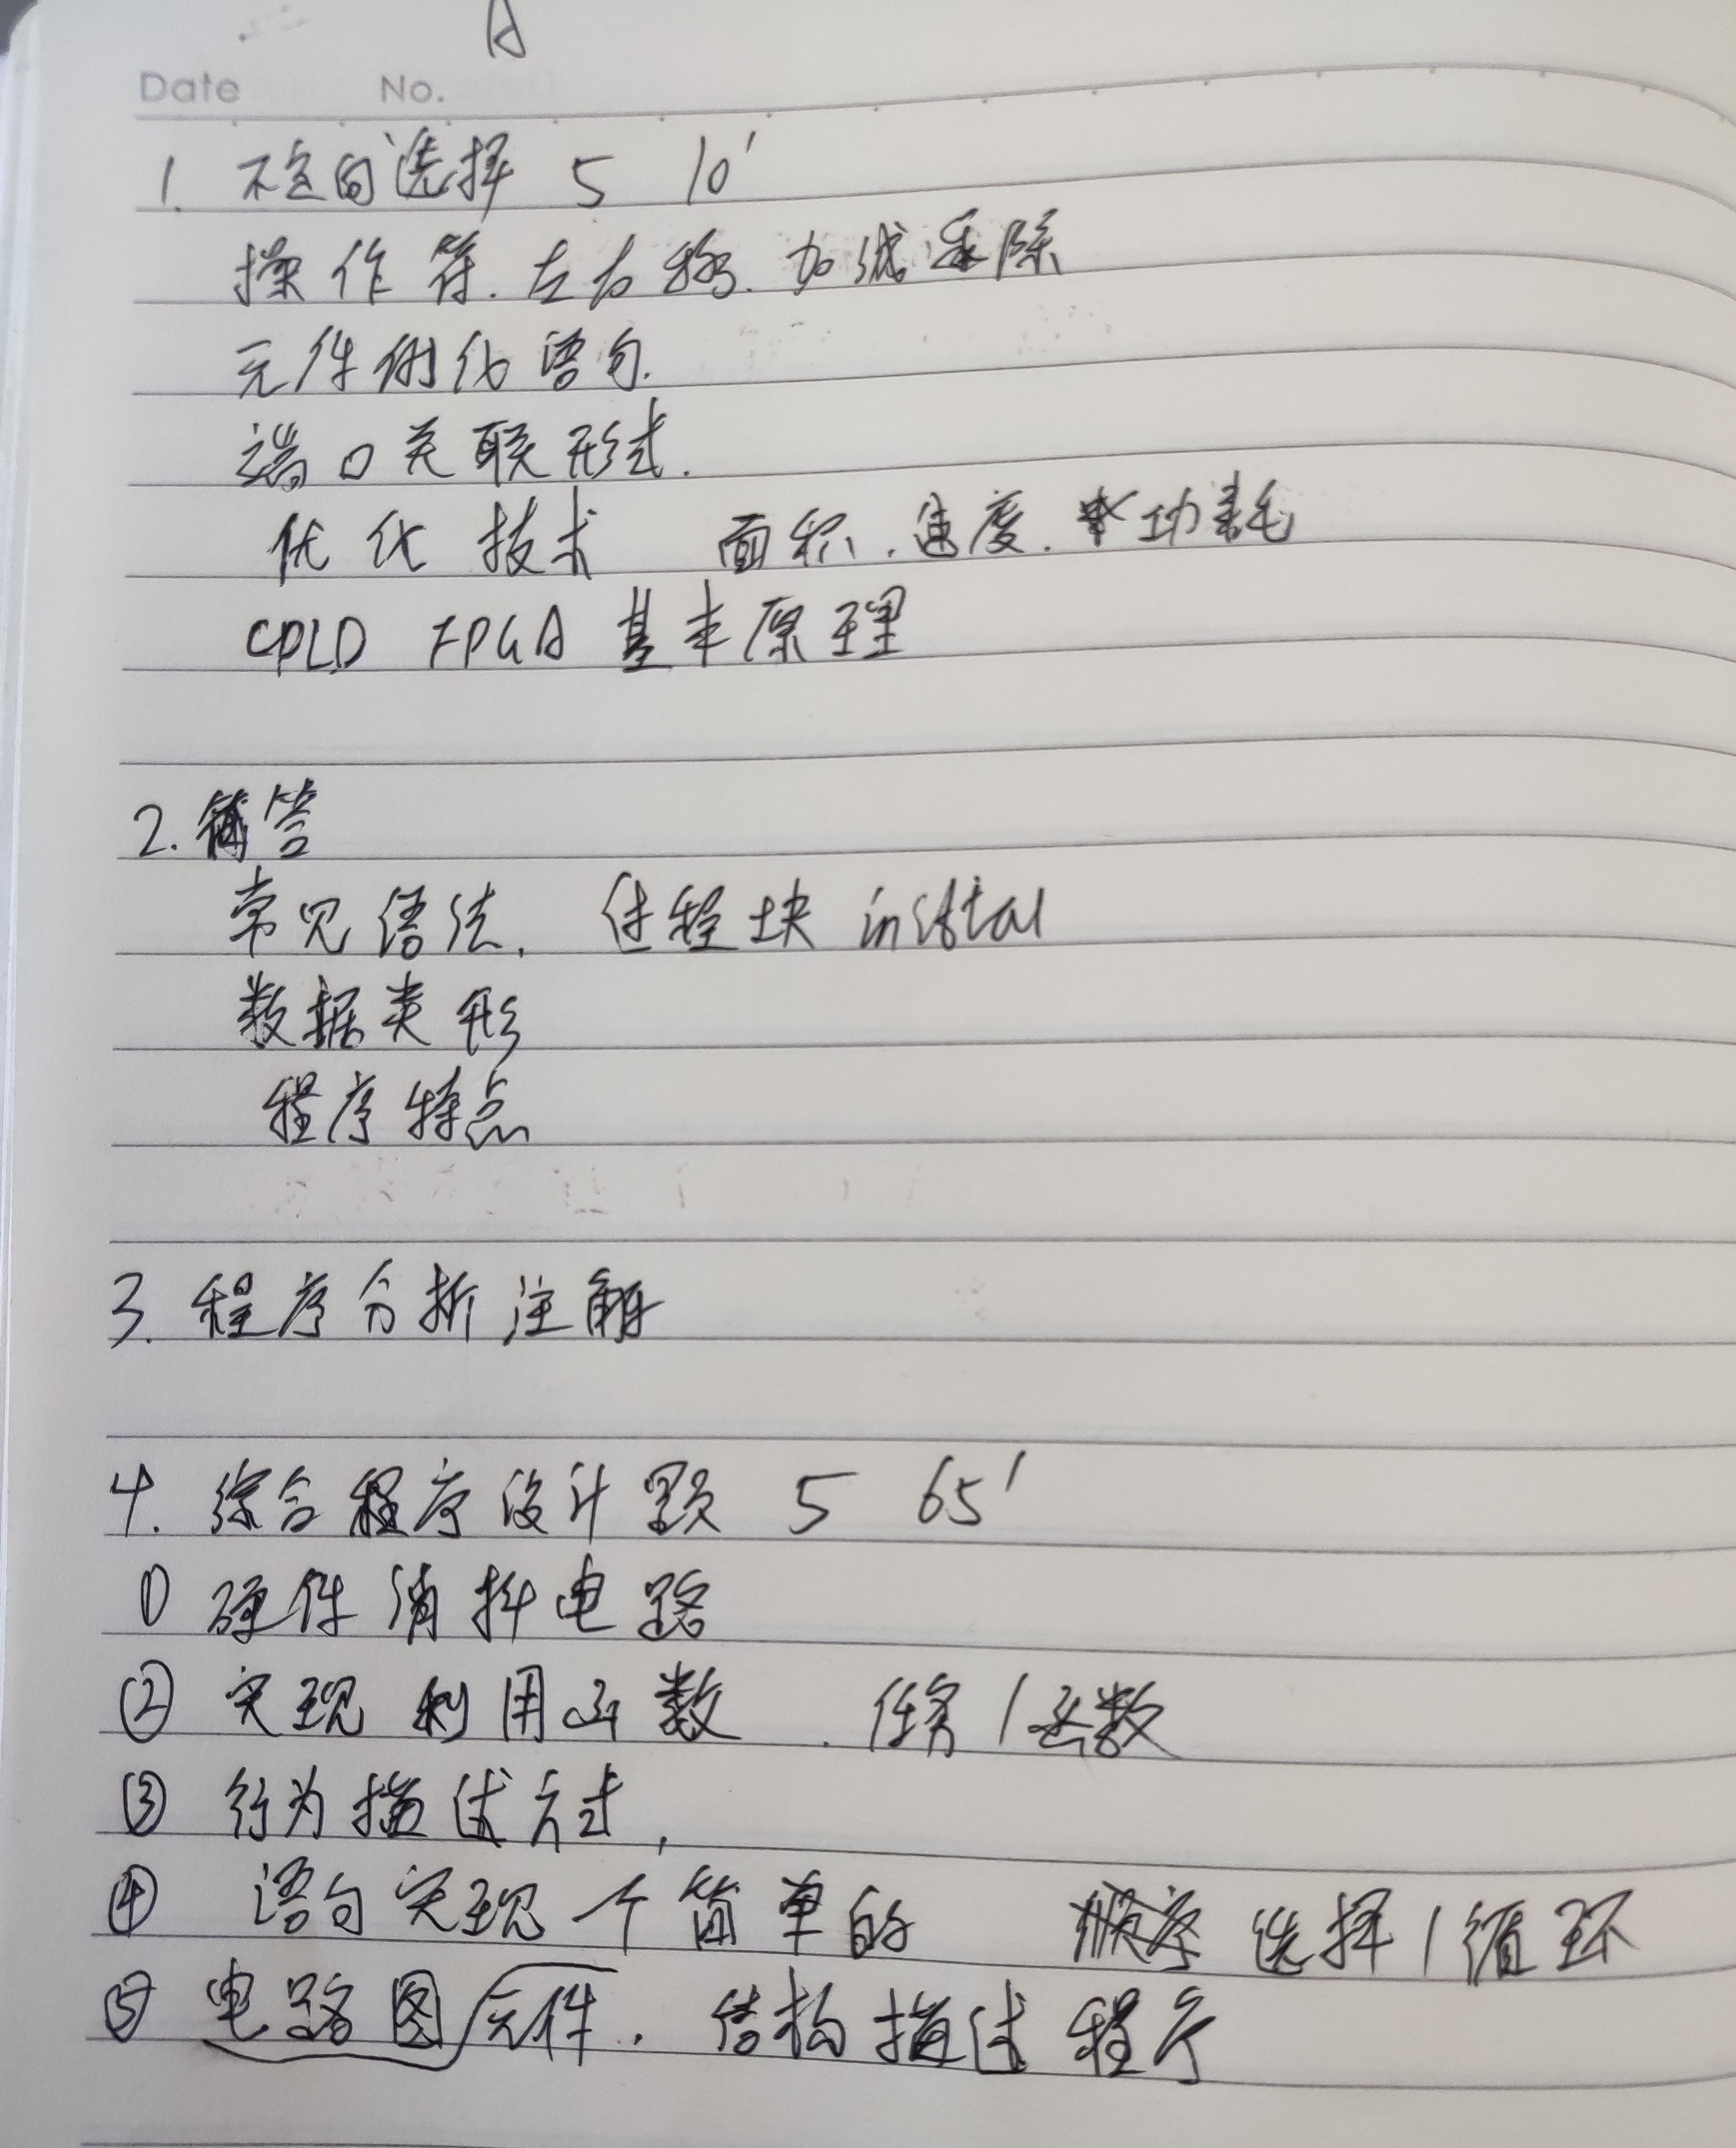 A
Date No.
1. 不定向选择 5 10'
操作符.左右移.加减乘除
元件例化语句.
端口关联形式.
优化技术 面积.速度.功耗
CPLD FPGA 基本原理
2. 简答
常见语法, 过程块 initial
数据类形
程序特点
3. 程序分析注解
4. 综合程序设计题 5 65'
① 硬件消抖电路
② 实现 利用函数 . 任务/函数
③ 行为描述方式,
④ 语句实现个简单的 顺序 选择/循环
⑤ 电路图/元件. 结构描述程序